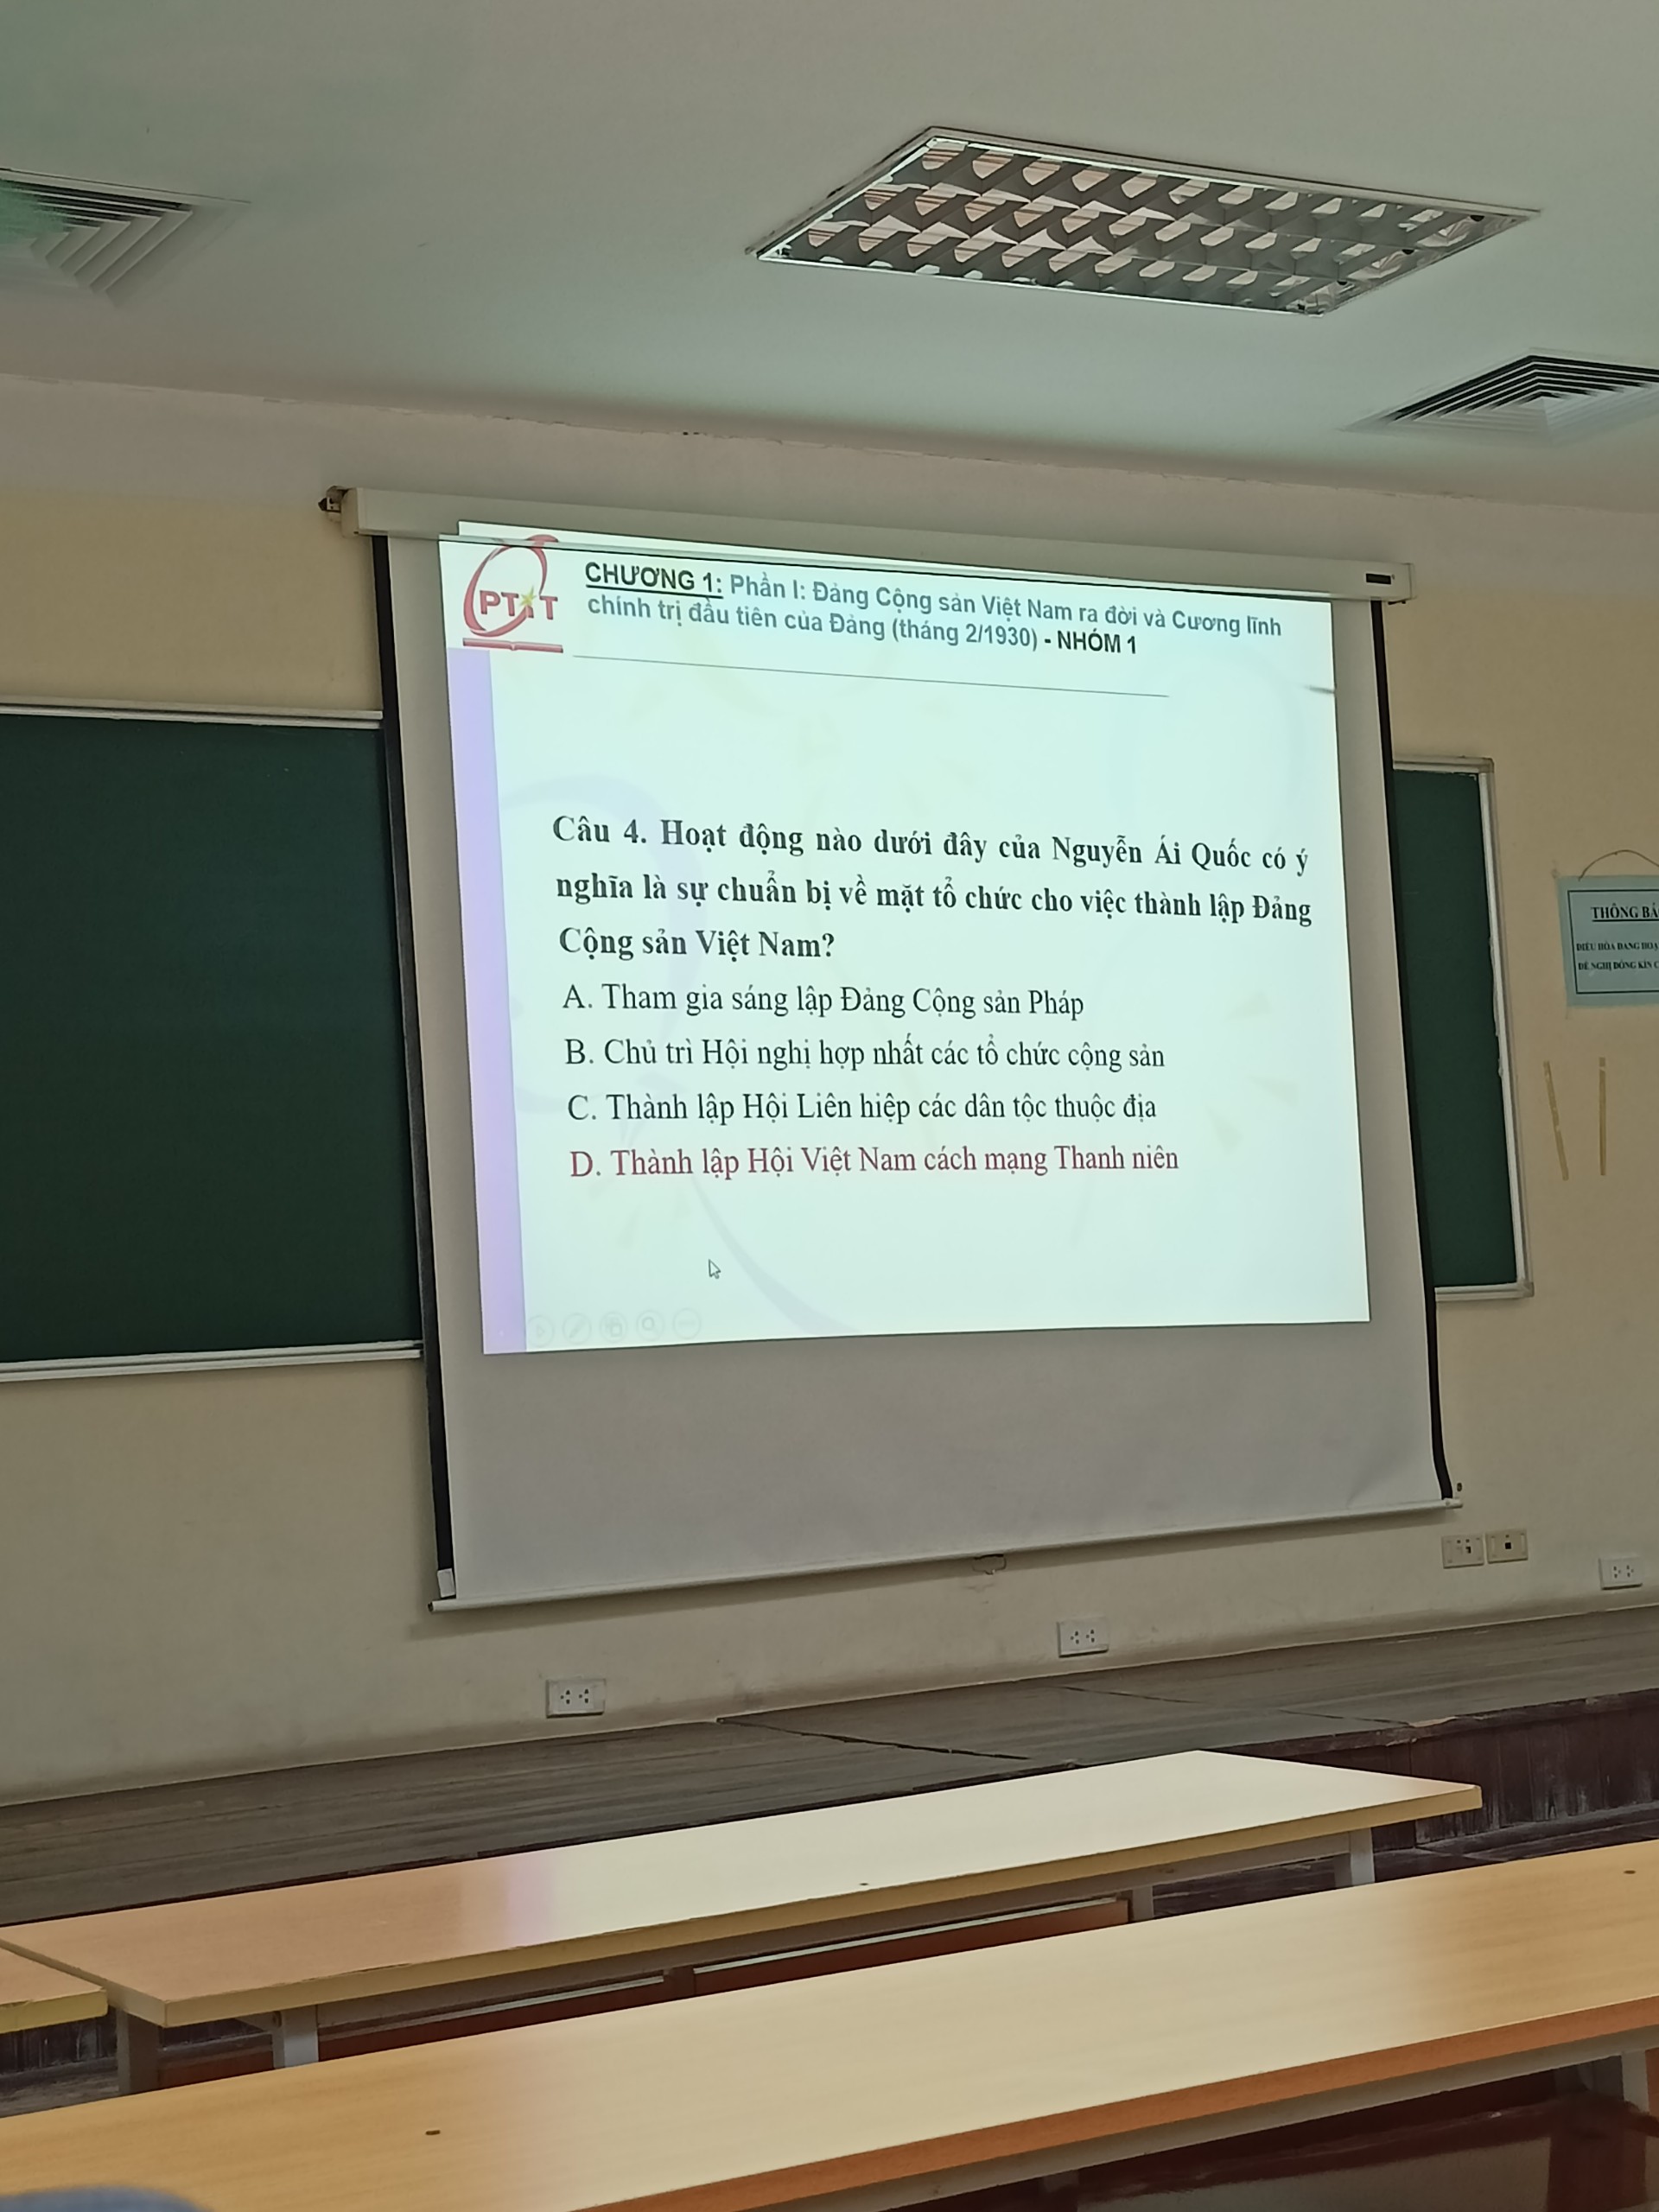 PTIT
CHƯƠNG 1: Phần I: Đảng Cộng sản Việt Nam ra đời và Cương lĩnh
chính trị đầu tiên của Đảng (tháng 2/1930) - NHÓM 1
Câu 4. Hoạt động nào dưới đây của Nguyễn Ái Quốc có ý
nghĩa là sự chuẩn bị về mặt tổ chức cho việc thành lập Đảng
Cộng sản Việt Nam?
A. Tham gia sáng lập Đảng Cộng sản Pháp
B. Chủ trì Hội nghị hợp nhất các tổ chức cộng sản
C. Thành lập Hội Liên hiệp các dân tộc thuộc địa
D. Thành lập Hội Việt Nam cách mạng Thanh niên
THÔNG BÁ
ĐIỀU HÒA ĐANG HOẠ
ĐỀ NGHỊ ĐÓNG KÍN C